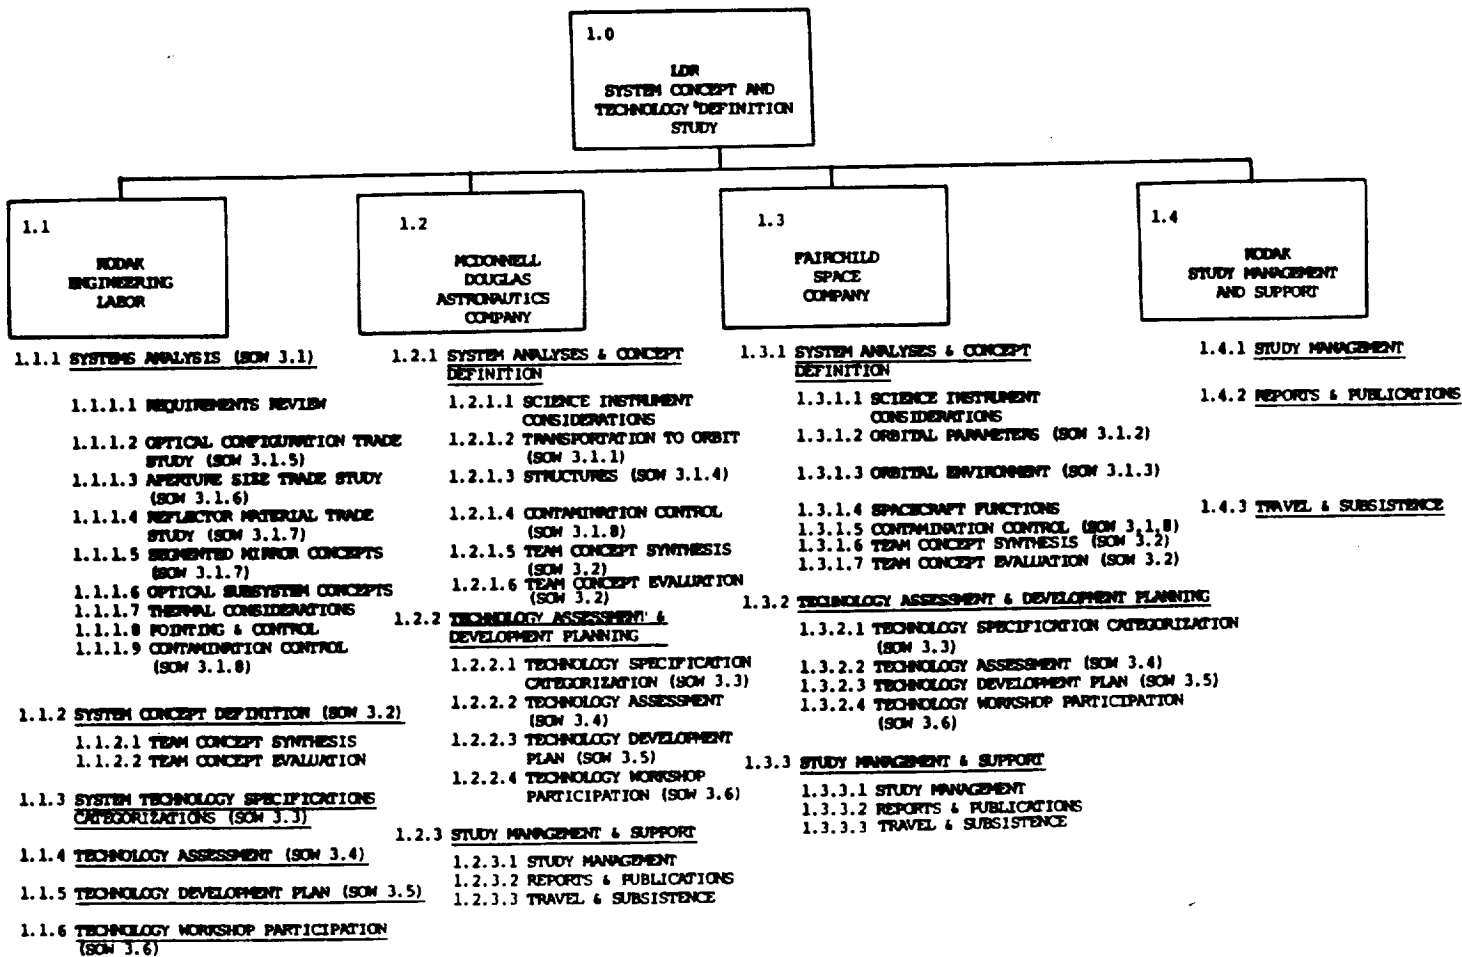 1.0
LDR
SYSTEM CONCEPT AND
TECHNOLOGY DEFINITION
STUDY
1.1
KODAK
ENGINEERING
LABOR
1.2
MCDONNELL
DOUGLAS
ASTRONAUTICS
COMPANY
1.3
FAIRCHILD
SPACE
COMPANY
1.4
KODAK
STUDY MANAGEMENT
AND SUPPORT
1.1.1 SYSTEMS ANALYSIS (SOW 3.1)
1.1.1.1 REQUIREMENTS REVIEW
1.1.1.2 OPTICAL CONFIGURATION TRADE
STUDY (SOW 3.1.5)
1.1.1.3 APERTURE SIZE TRADE STUDY
(SOW 3.1.6)
1.1.1.4 REFLECTOR MATERIAL TRADE
STUDY (SOW 3.1.7)
1.1.1.5 SEGMENTED MIRROR CONCEPTS
(SOW 3.1.7)
1.1.1.6 OPTICAL SUBSYSTEM CONCEPTS
1.1.1.7 THERMAL CONSIDERATIONS
1.1.1.8 POINTING & CONTROL
1.1.1.9 CONTAMINATION CONTROL
(SOW 3.1.8)
1.1.2 SYSTEM CONCEPT DEFINITION (SOW 3.2)
1.1.2.1 TEAM CONCEPT SYNTHESIS
1.1.2.2 TEAM CONCEPT EVALUATION
1.1.3 SYSTEM TECHNOLOGY SPECIFICATIONS
CATEGORIZATIONS (SOW 3.3)
1.1.4 TECHNOLOGY ASSESSMENT (SOW 3.4)
1.1.5 TECHNOLOGY DEVELOPMENT PLAN (SOW 3.5)
1.1.6 TECHNOLOGY WORKSHOP PARTICIPATION
(SOW 3.6)
1.2.1 SYSTEM ANALYSES & CONCEPT
DEFINITION
1.2.1.1 SCIENCE INSTRUMENT
CONSIDERATIONS
1.2.1.2 TRANSPORTATION TO ORBIT
(SOW 3.1.1)
1.2.1.3 STRUCTURES (SOW 3.1.4)
1.2.1.4 CONTAMINATION CONTROL
(SOW 3.1.8)
1.2.1.5 TEAM CONCEPT SYNTHESIS
(SOW 3.2)
1.2.1.6 TEAM CONCEPT EVALUATION
(SOW 3.2)
1.2.2 TECHNOLOGY ASSESSMENT &
DEVELOPMENT PLANNING
1.2.2.1 TECHNOLOGY SPECIFICATION
CATEGORIZATION (SOW 3.3)
1.2.2.2 TECHNOLOGY ASSESSMENT
(SOW 3.4)
1.2.2.3 TECHNOLOGY DEVELOPMENT
PLAN (SOW 3.5)
1.2.2.4 TECHNOLOGY WORKSHOP
PARTICIPATION (SOW 3.6)
1.2.3 STUDY MANAGEMENT & SUPPORT
1.2.3.1 STUDY MANAGEMENT
1.2.3.2 REPORTS & PUBLICATIONS
1.2.3.3 TRAVEL & SUBSISTENCE
1.3.1 SYSTEM ANALYSES & CONCEPT
DEFINITION
1.3.1.1 SCIENCE INSTRUMENT
CONSIDERATIONS
1.3.1.2 ORBITAL PARAMETERS (SOW 3.1.2)
1.3.1.3 ORBITAL ENVIRONMENT (SOW 3.1.3)
1.3.1.4 SPACECRAFT FUNCTIONS
1.3.1.5 CONTAMINATION CONTROL (SOW 3.1.8)
1.3.1.6 TEAM CONCEPT SYNTHESIS (SOW 3.2)
1.3.1.7 TEAM CONCEPT EVALUATION (SOW 3.2)
1.3.2 TECHNOLOGY ASSESSMENT & DEVELOPMENT PLANNING
1.3.2.1 TECHNOLOGY SPECIFICATION CATEGORIZATION
(SOW 3.3)
1.3.2.2 TECHNOLOGY ASSESSMENT (SOW 3.4)
1.3.2.3 TECHNOLOGY DEVELOPMENT PLAN (SOW 3.5)
1.3.2.4 TECHNOLOGY WORKSHOP PARTICIPATION
(SOW 3.6)
1.3.3 STUDY MANAGEMENT & SUPPORT
1.3.3.1 STUDY MANAGEMENT
1.3.3.2 REPORTS & PUBLICATIONS
1.3.3.3 TRAVEL & SUBSISTENCE
1.4.1 STUDY MANAGEMENT
1.4.2 REPORTS & PUBLICATIONS
1.4.3 TRAVEL & SUBSISTENCE